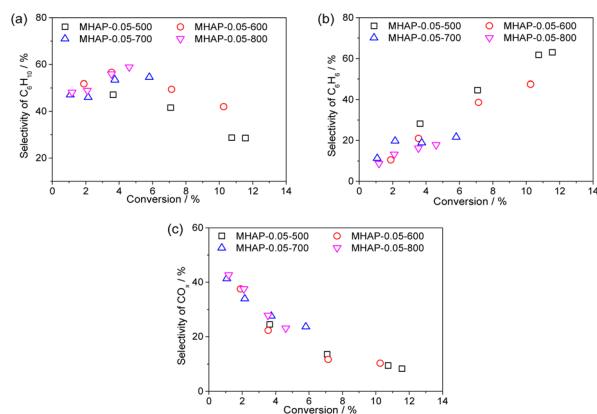 (a)
MHAP-0.05-500 MHAP-0.05-600
MHAP-0.05-700 MHAP-0.05-800
80
60
40
20
Selectivity of C₆H₁₀ / %
0 2 4 6 8 10 12 14
Conversion / %
(b)
MHAP-0.05-500 MHAP-0.05-600
MHAP-0.05-700 MHAP-0.05-800
80
60
40
20
0
Selectivity of C₆H₆ / %
0 2 4 6 8 10 12 14
Conversion / %
(c)
MHAP-0.05-500 MHAP-0.05-600
MHAP-0.05-700 MHAP-0.05-800
60
40
20
0
Selectivity of COₓ / %
0 2 4 6 8 10 12 14
Conversion / %